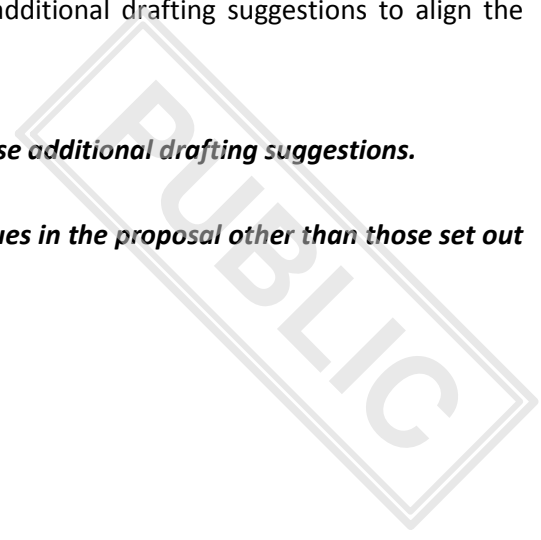 additional drafting suggestions to align the
se additional drafting suggestions.
ues in the proposal other than those set out
PUBLIC